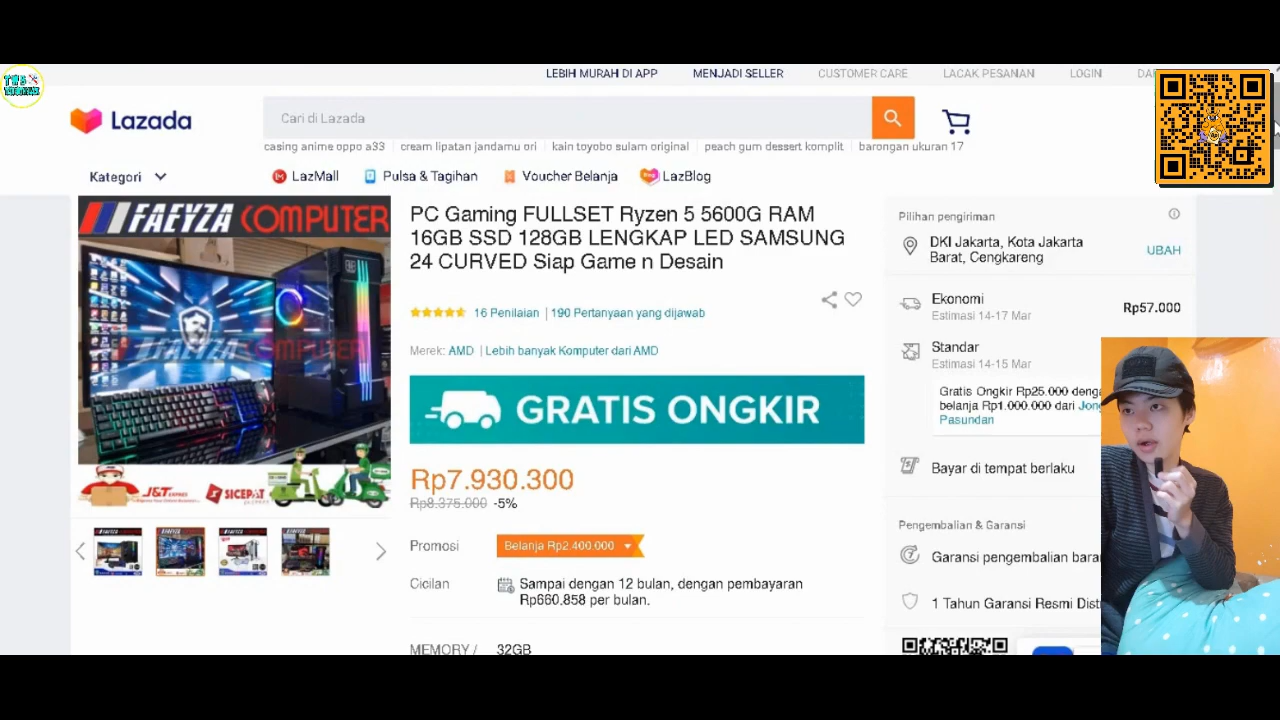 LEBIH MURAH DI APP MENJADI SELLER CUSTOMER CARE LACAK PESANAN LOGIN
Lazada
Cari di Lazada
casing anime oppo a33 cream lipatan jandamu ori kain toyobo sulam original peach gum dessert komplit barongan ukuran 17
Kategori LazMall Pulsa & Tagihan Voucher Belanja LazBlog
FAEYZA COMPUTER
FAEYZA COMPUTER
J&T EXPRES
SICEPAT
PC Gaming FULLSET Ryzen 5 5600G RAM
16GB SSD 128GB LENGKAP LED SAMSUNG
24 CURVED Siap Game n Desain
16 Penilaian | 190 Pertanyaan yang dijawab
Merek: AMD | Lebih banyak Komputer dari AMD
GRATIS ONGKIR
Rp7.930.300
Rp8.375.000 -5%
Promosi Belanja Rp2.400.000
Cicilan Sampai dengan 12 bulan, dengan pembayaran
Rp660.858 per bulan.
MEMORY / 32GB
Pilihan pengiriman
DKI Jakarta, Kota Jakarta
Barat, Cengkareng
UBAH
Ekonomi
Estimasi 14-17 Mar
Rp57.000
Standar
Estimasi 14-15 Mar
Gratis Ongkir Rp25.000
belanja Rp1.000.000 dari
Pasundan
Bayar di tempat berlaku
Pengembalian & Garansi
Garansi pengembalian
1 Tahun Garansi Resmi